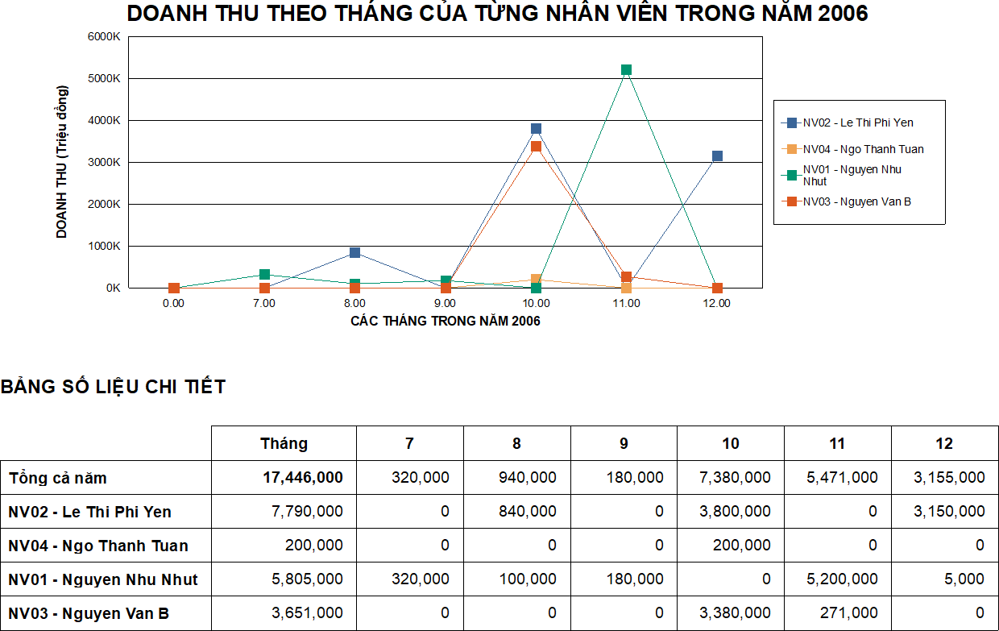 DOANH THU THEO THÁNG CỦA TỪNG NHÂN VIÊN TRONG NĂM 2006
6000K
5000K
4000K
3000K
2000K
1000K
0K
DOANH THU (Triệu đồng)
0.00 7.00 8.00 9.00 10.00 11.00 12.00
CÁC THÁNG TRONG NĂM 2006
NV02 - Le Thi Phi Yen
NV04 - Ngo Thanh Tuan
NV01 - Nguyen Nhu
Nhut
NV03 - Nguyen Van B
BẢNG SỐ LIỆU CHI TIẾT
Tháng 7 8 9 10 11 12
Tổng cả năm 17,446,000 320,000 940,000 180,000 7,380,000 5,471,000 3,155,000
NV02 - Le Thi Phi Yen 7,790,000 0 840,000 0 3,800,000 0 3,150,000
NV04 - Ngo Thanh Tuan 200,000 0 0 0 200,000 0 0
NV01 - Nguyen Nhu Nhut 5,805,000 320,000 100,000 180,000 0 5,200,000 5,000
NV03 - Nguyen Van B 3,651,000 0 0 0 3,380,000 271,000 0